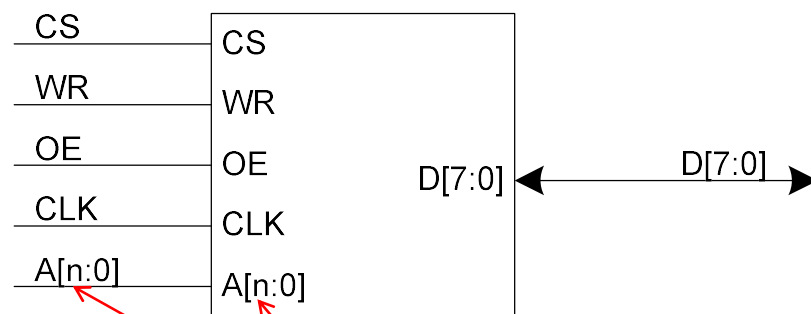 CS
CS
WR
WR
OE
OE
D[7:0]
D[7:0]
CLK
CLK
A[n:0]
A[n:0]